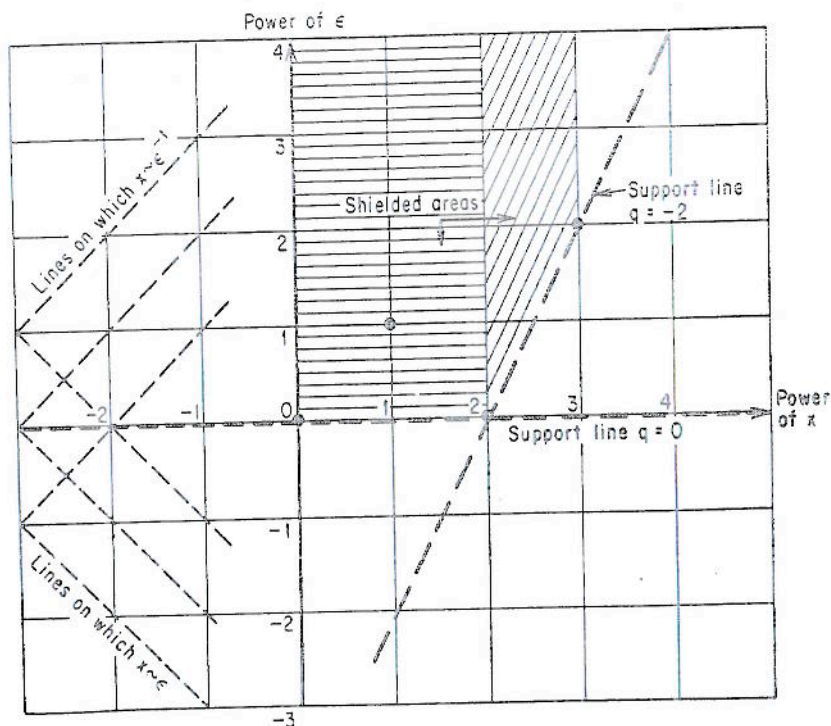 Power of ϵ
4
3
2
1
0
-2
-1
1
2
3
4
-1
-2
-3
Lines on which x~ϵ⁻¹
Lines on which x~ϵ
Shielded areas
Support line
q = -2
Support line q = 0
Power
of x